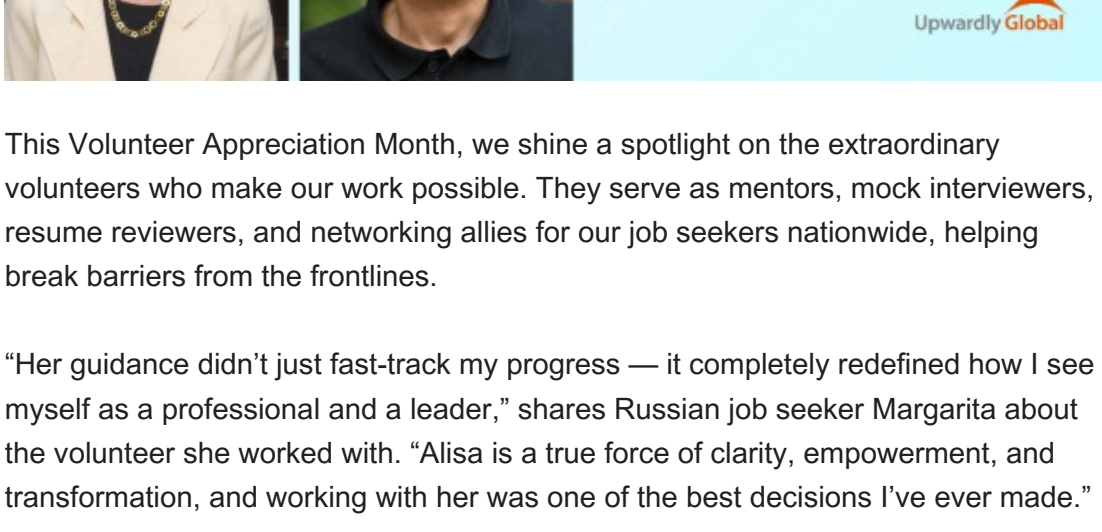 Upwardly Global
This Volunteer Appreciation Month, we shine a spotlight on the extraordinary
volunteers who make our work possible. They serve as mentors, mock interviewers,
resume reviewers, and networking allies for our job seekers nationwide, helping
break barriers from the frontlines.
“Her guidance didn’t just fast-track my progress — it completely redefined how I see
myself as a professional and a leader,” shares Russian job seeker Margarita about
the volunteer she worked with. “Alisa is a true force of clarity, empowerment, and
transformation, and working with her was one of the best decisions I’ve ever made.”